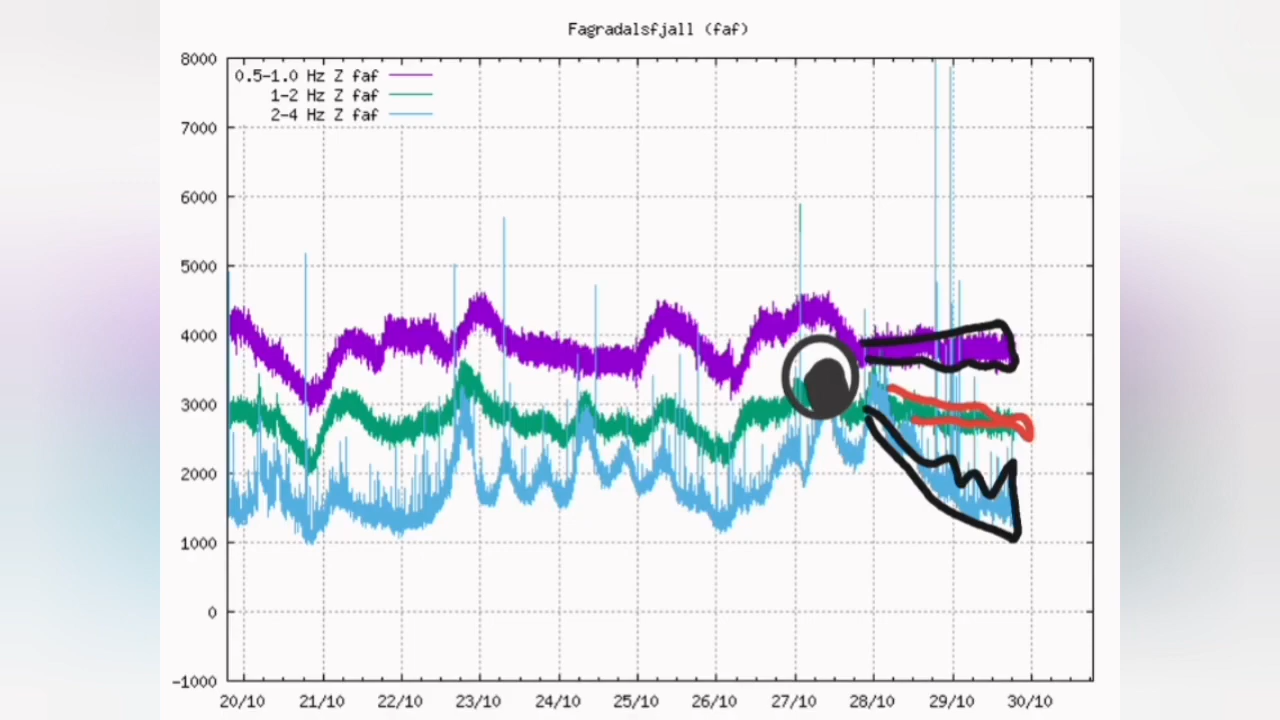 Fagradalsfjall (faf)
8000
0.5-1.0 Hz Z faf
1-2 Hz Z faf
2-4 Hz Z faf
7000
6000
5000
4000
3000
2000
1000
0
-1000
20/10 21/10 22/10 23/10 24/10 25/10 26/10 27/10 28/10 29/10 30/10